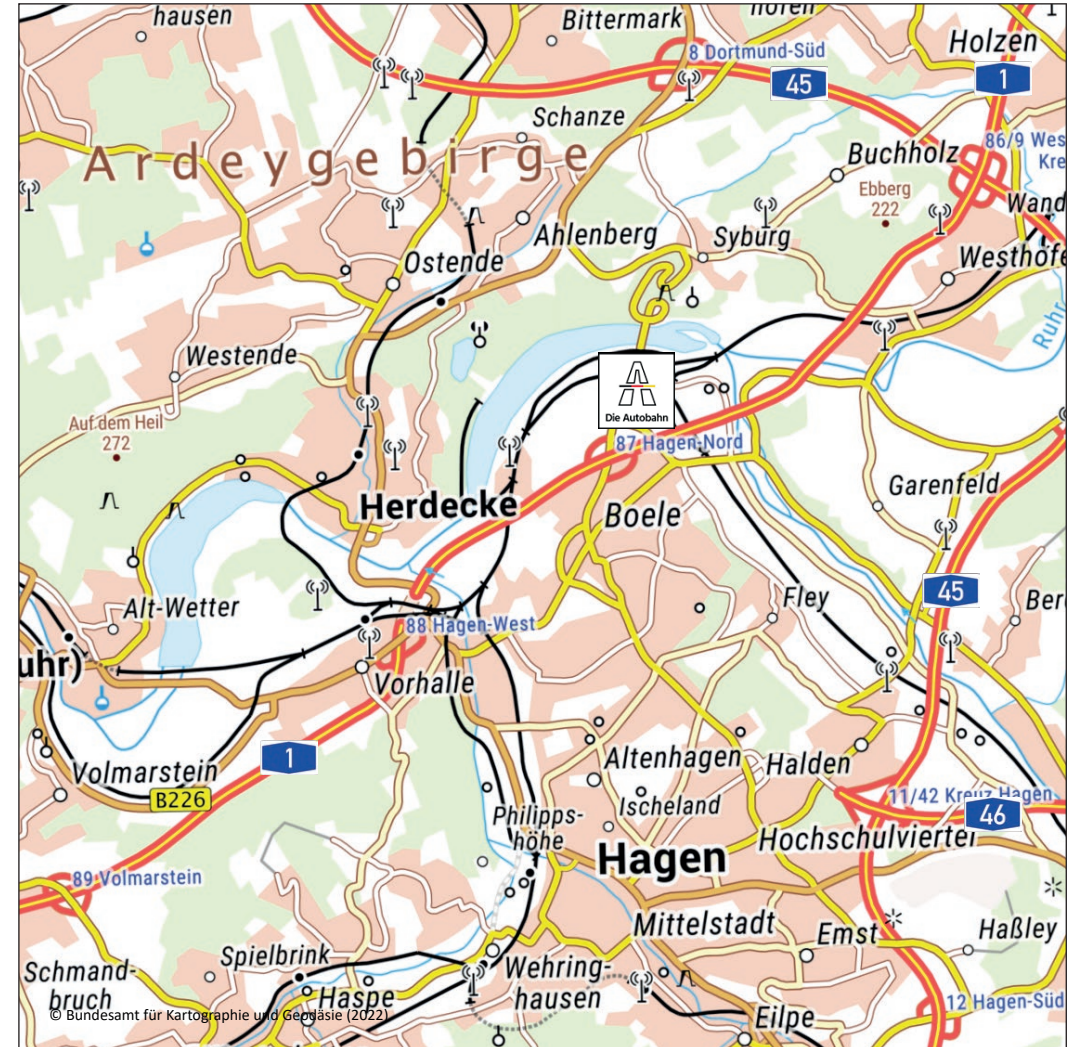 hausen
Bittermark
8 Dortmund-Süd
Holzen
45
1
Schanze
Ardeygebirge
86/9 Wes
Kre
Buchholz
Ebberg
222
Wand
Ahlenberg
Syburg
Ostende
Westhofe
Ruhr
Westende
Die Autobahn
Auf dem Heil
272
87 Hagen-Nord
Garenfeld
Herdecke
Boele
45
Alt-Wetter
Fley
Ber
88 Hagen-West
uhr)
Vorhalle
1
Volmarstein
B226
Altenhagen
Halden
11/42 Kreuz Hagen
46
Ischeland
Philipps-
höhe
Hochschulviertel
Hagen
89 Volmarstein
Mittelstadt
Emst
Haßley
Spielbrink
Schmand-
bruch
Wehring-
hausen
Haspe
12 Hagen-Süd
© Bundesamt für Kartographie und Geodäsie (2022)
Eilpe